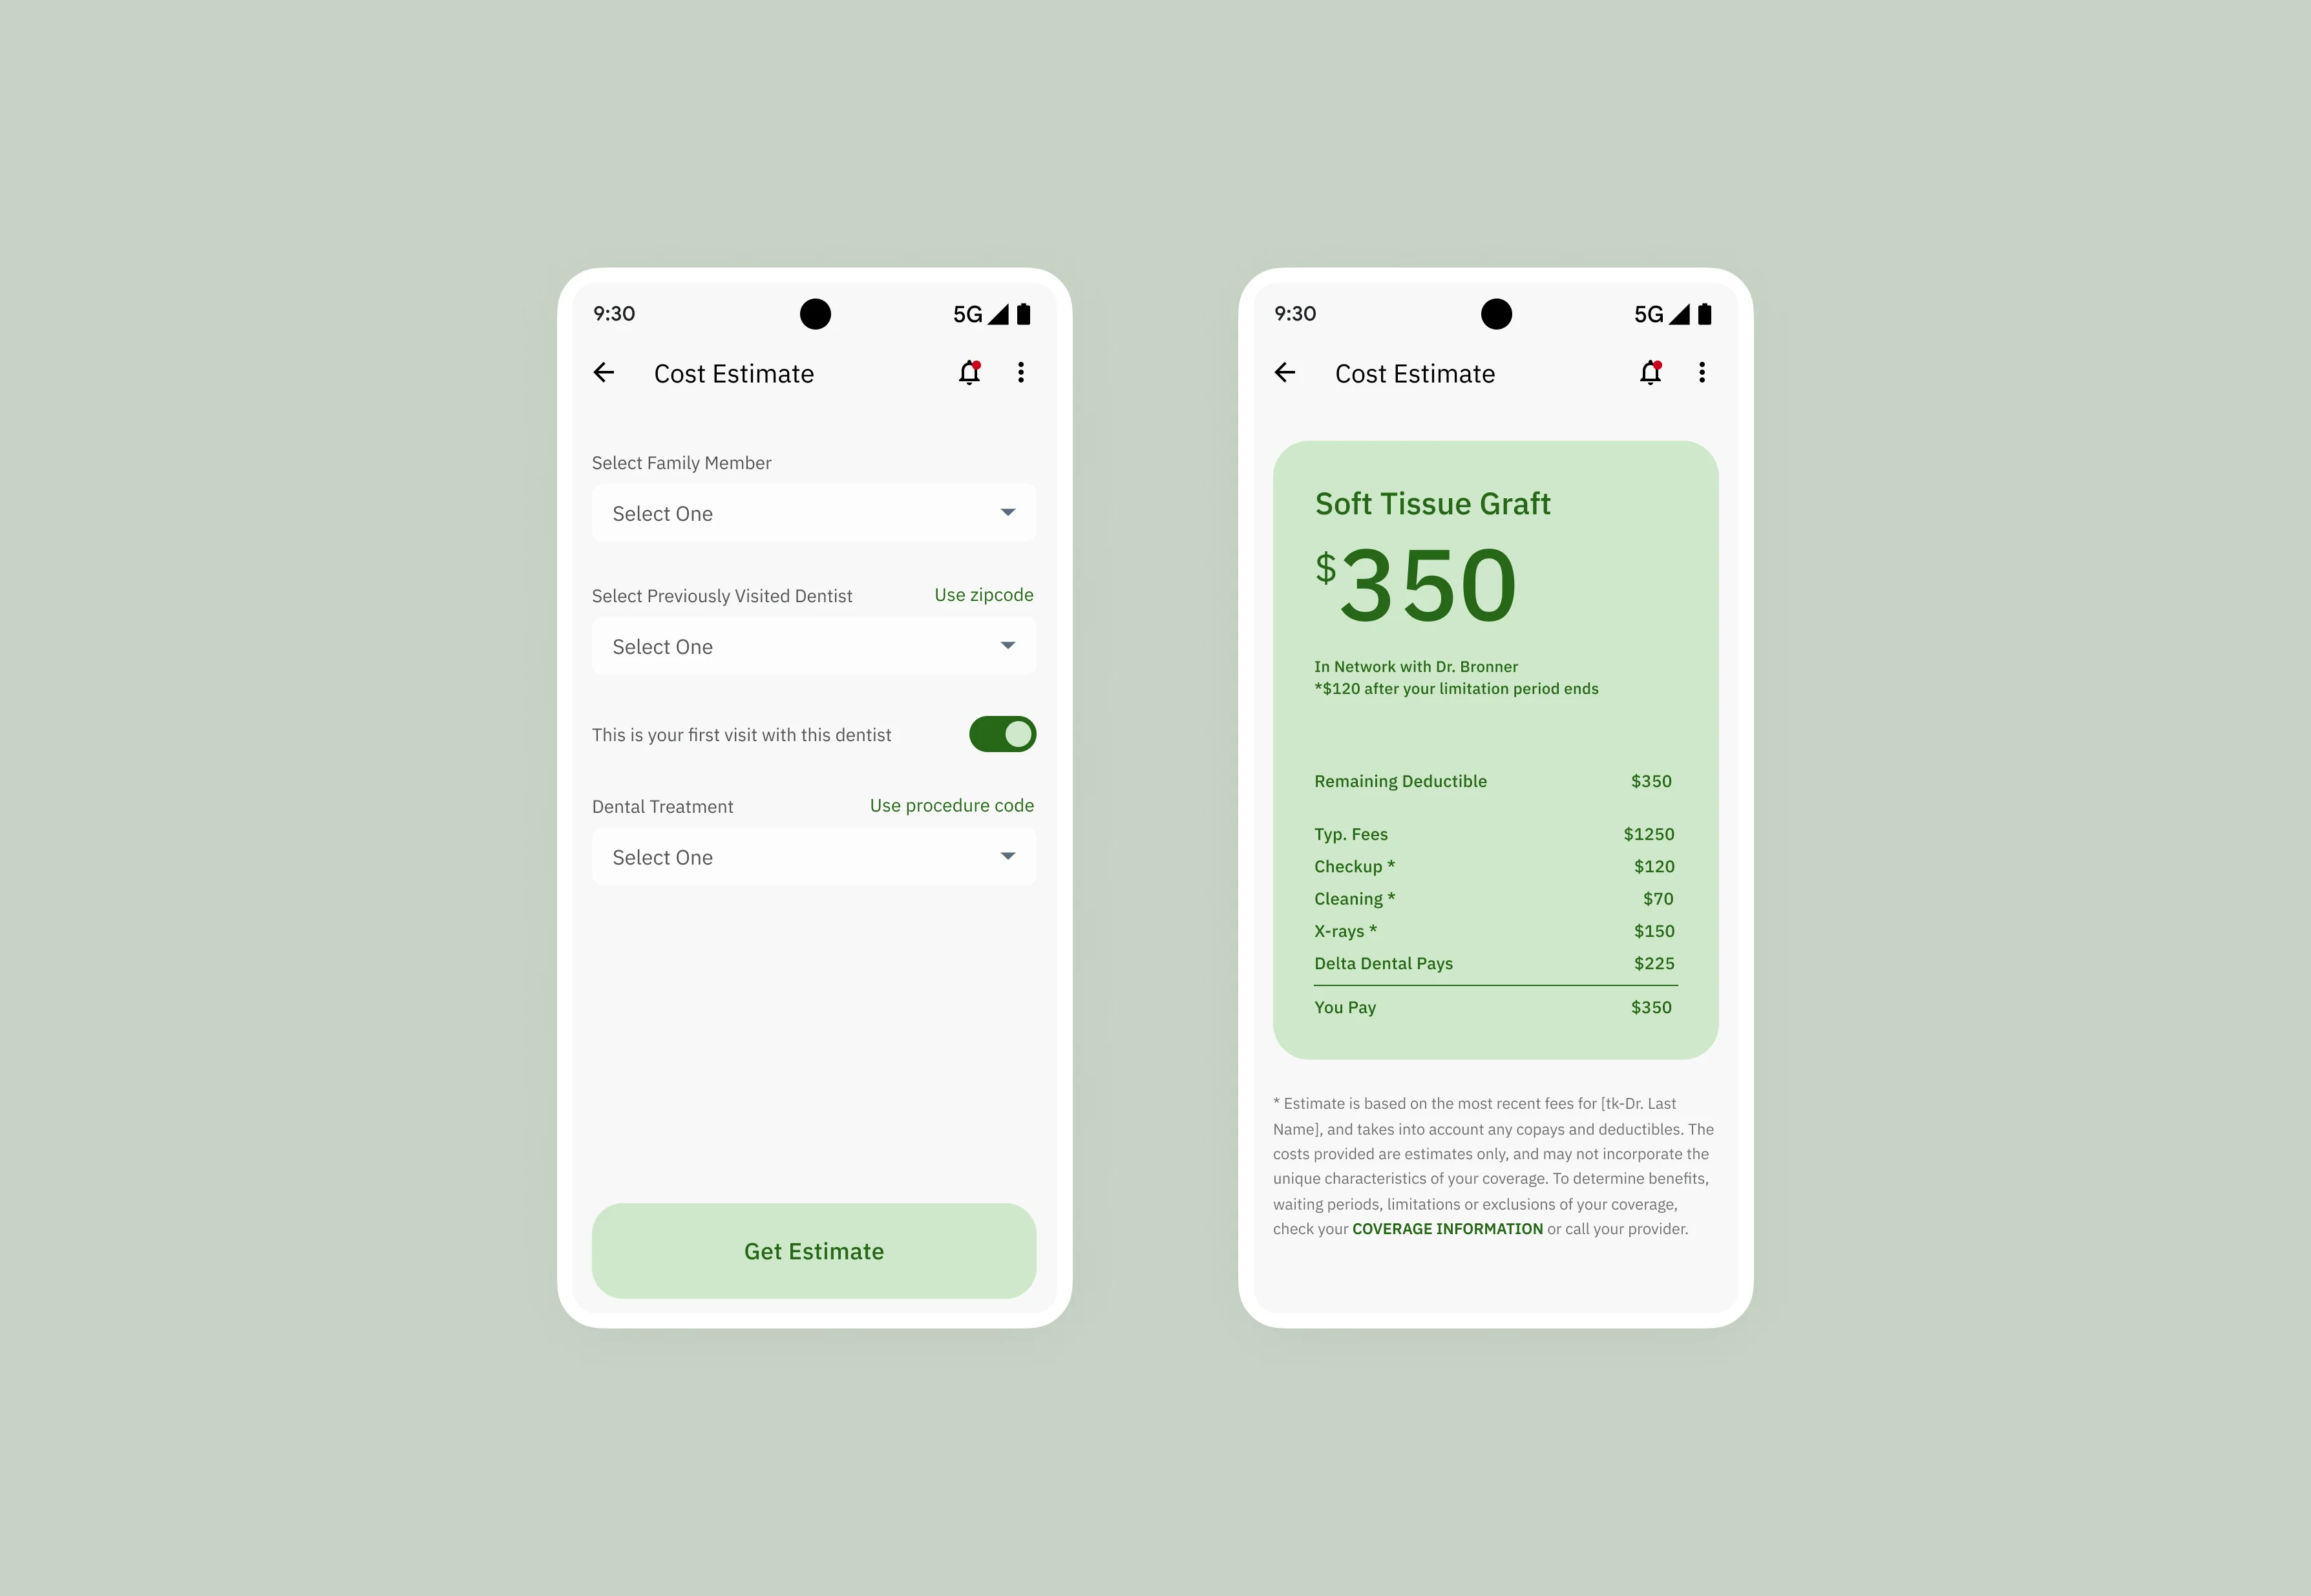 9:30
5G
Cost Estimate
Select Family Member
Select One
Select Previously Visited Dentist Use zipcode
Select One
This is your first visit with this dentist
Dental Treatment Use procedure code
Select One
Get Estimate
9:30
5G
Cost Estimate
Soft Tissue Graft
$350
In Network with Dr. Bronner
*$120 after your limitation period ends
Remaining Deductible $350
Typ. Fees $1250
Checkup * $120
Cleaning * $70
X-rays * $150
Delta Dental Pays $225
You Pay $350
* Estimate is based on the most recent fees for [tk-Dr. Last
Name], and takes into account any copays and deductibles. The
costs provided are estimates only, and may not incorporate the
unique characteristics of your coverage. To determine benefits,
waiting periods, limitations or exclusions of your coverage,
check your COVERAGE INFORMATION or call your provider.